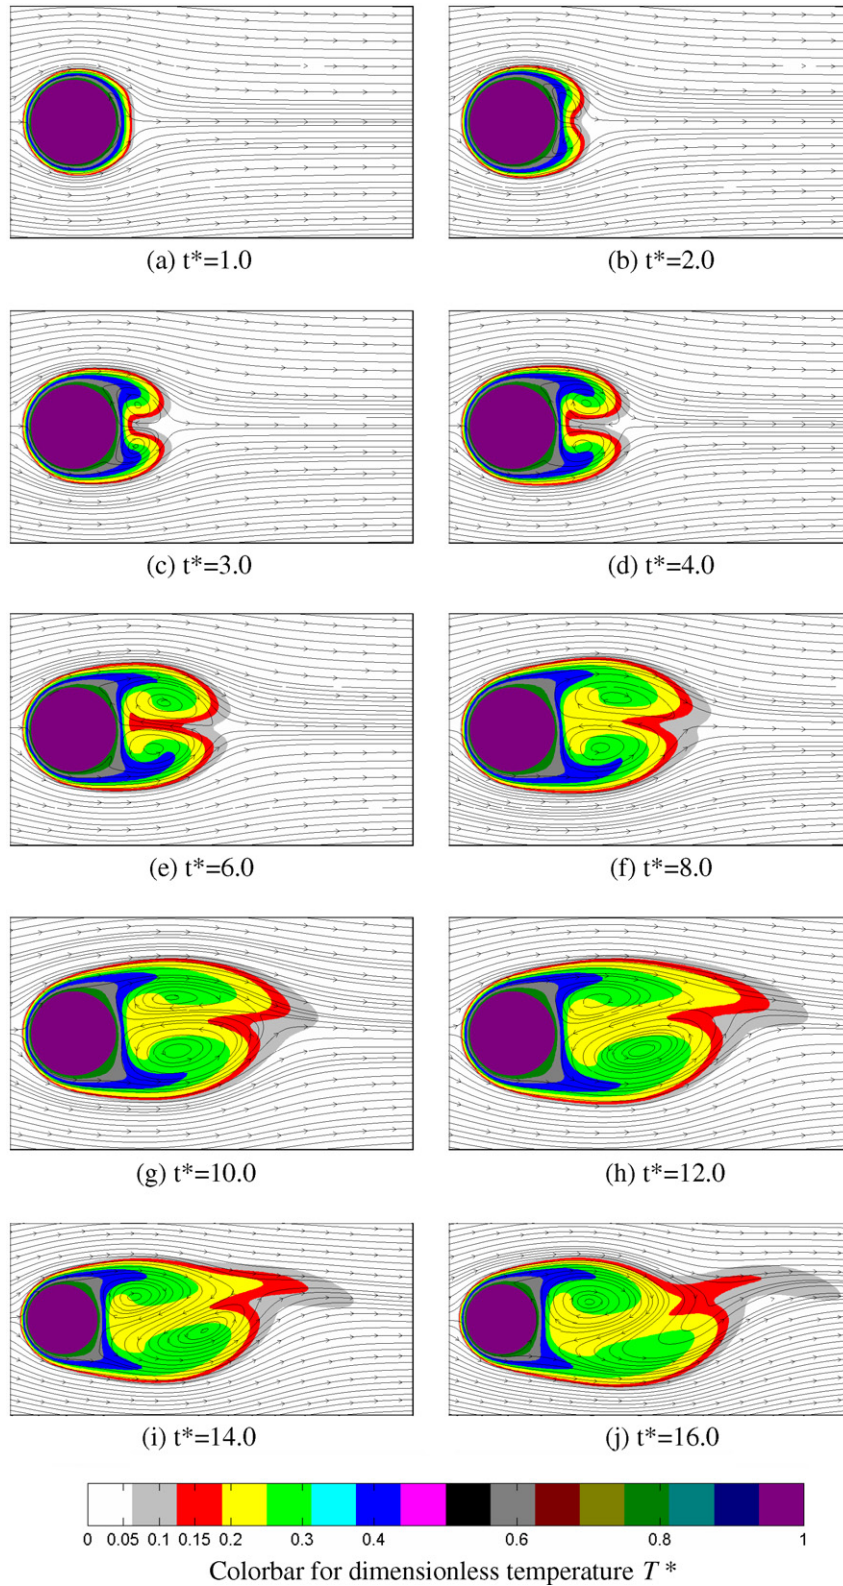 (a) t*=1.0
(b) t*=2.0
(c) t*=3.0
(d) t*=4.0
(e) t*=6.0
(f) t*=8.0
(g) t*=10.0
(h) t*=12.0
(i) t*=14.0
(j) t*=16.0
0 0.05 0.1 0.15 0.2 0.3 0.4 0.6 0.8 1
Colorbar for dimensionless temperature T *